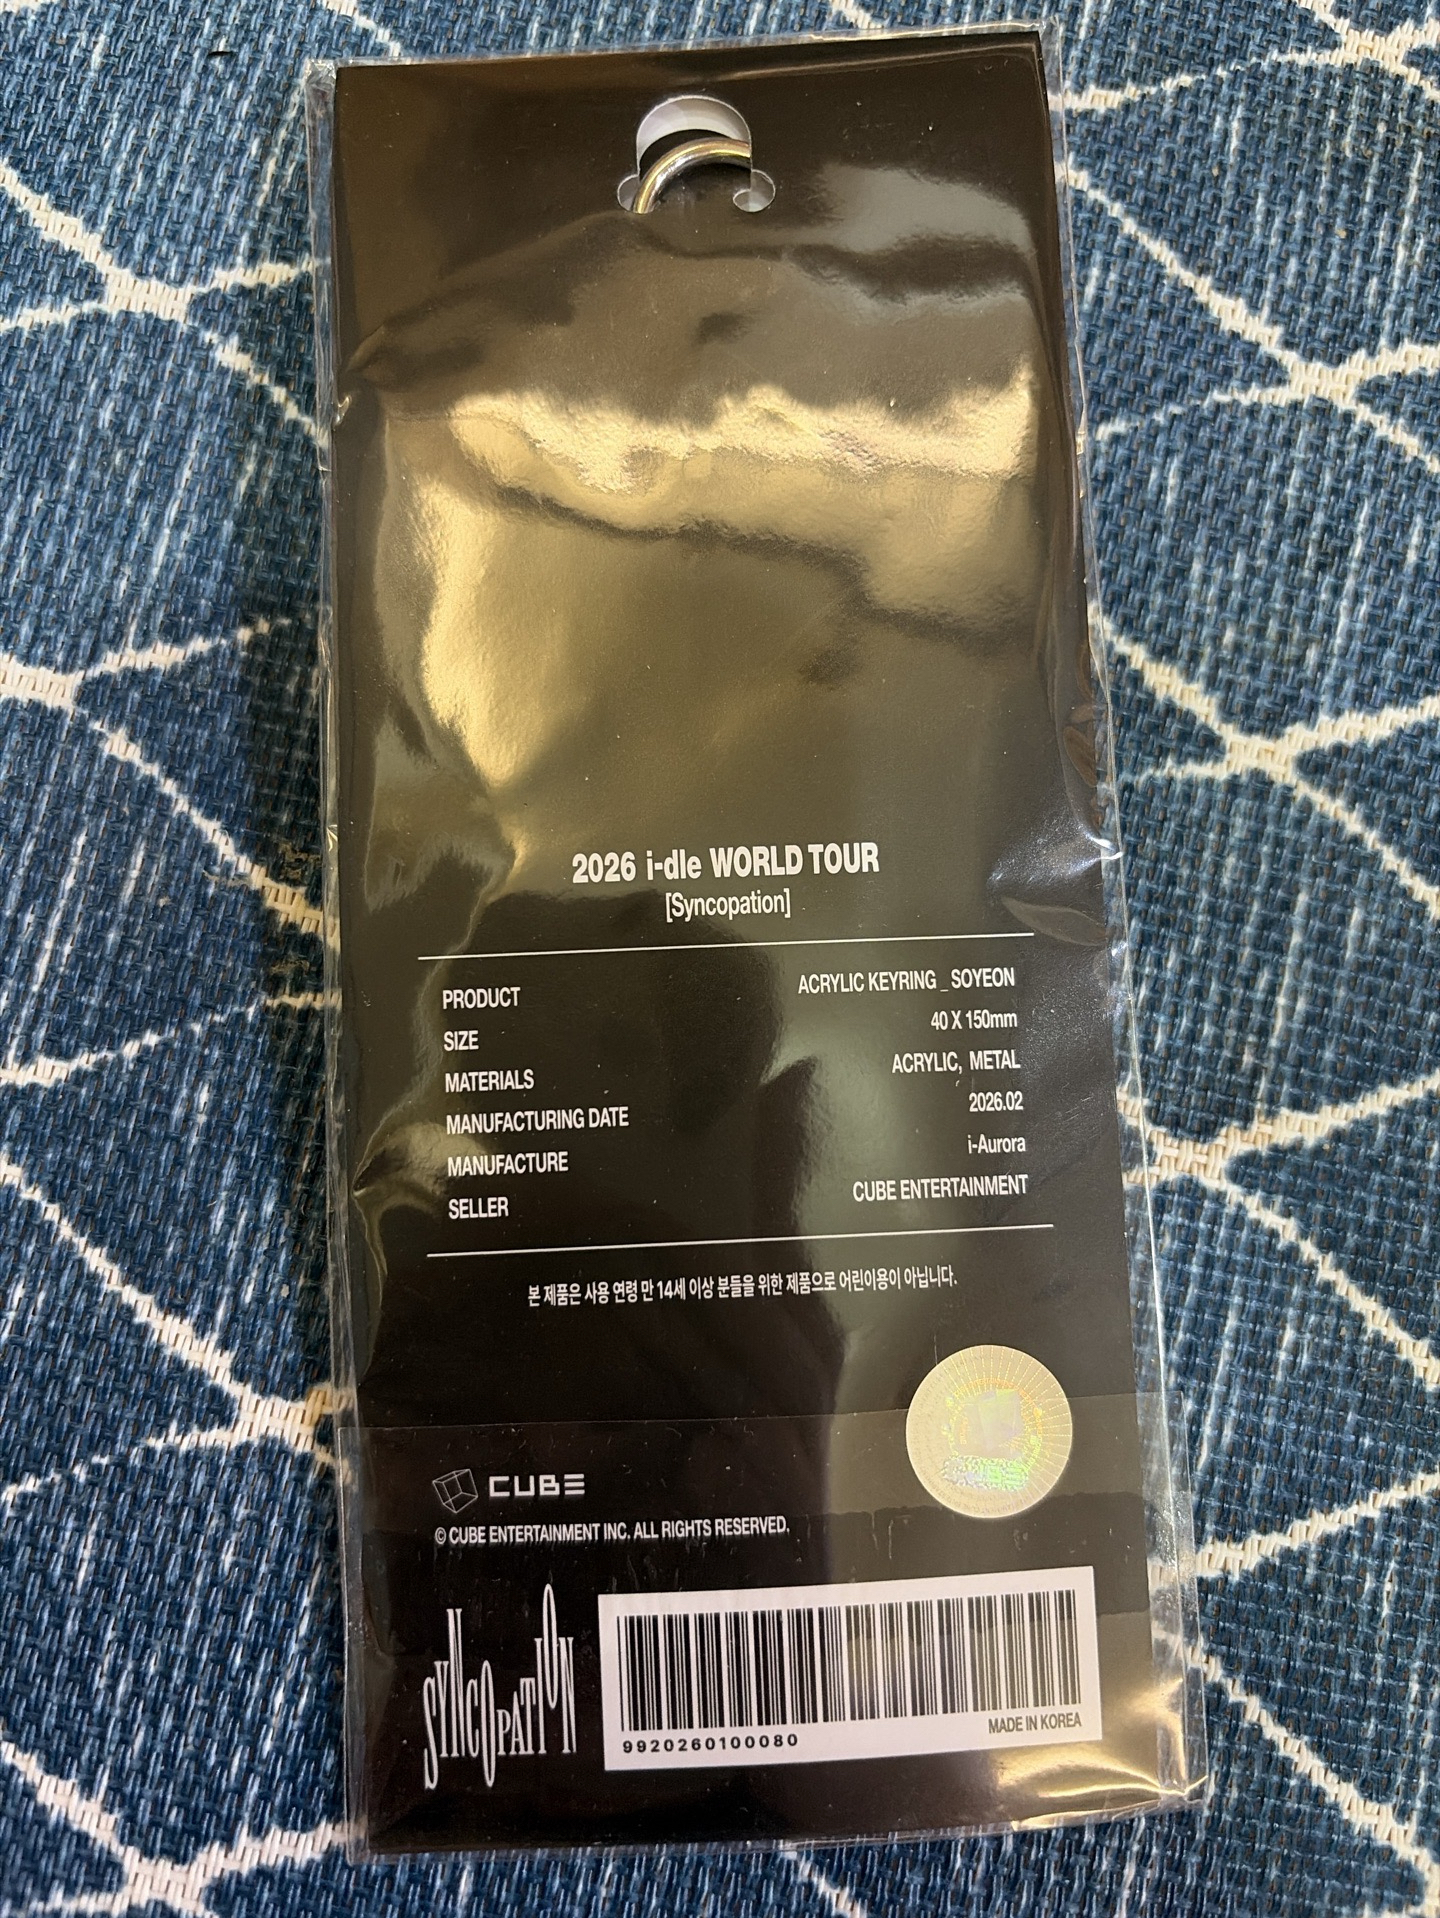 2026 i-dle WORLD TOUR
[Syncopation]
PRODUCT ACRYLIC KEYRING _ SOYEON
SIZE 40 X 150mm
MATERIALS ACRYLIC, METAL
MANUFACTURING DATE 2026.02
MANUFACTURE i-Aurora
SELLER CUBE ENTERTAINMENT
본 제품은 사용 연령 만 14세 이상 분들을 위한 제품으로 어린이용이 아닙니다.
CUBE
© CUBE ENTERTAINMENT INC. ALL RIGHTS RESERVED.
SYNCOPATION
9920260100080
MADE IN KOREA